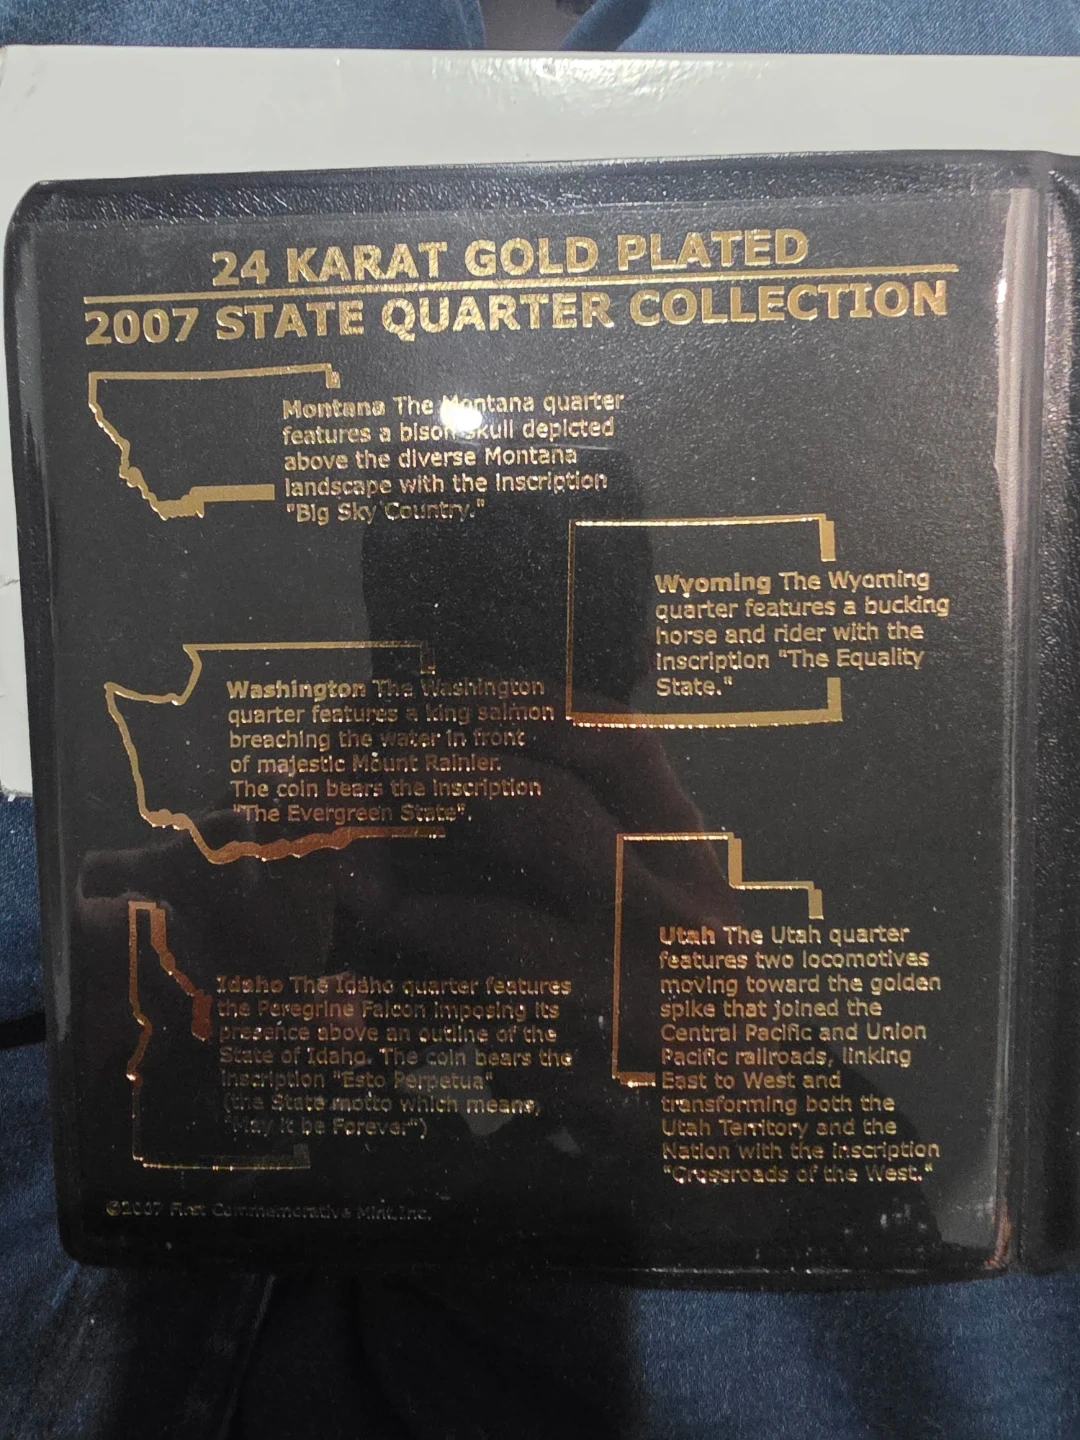 24 KARAT GOLD PLATED
2007 STATE QUARTER COLLECTION
Montana The Montana quarter
features a bison skull depicted
above the diverse Montana
landscape with the inscription
"Big Sky Country."
Wyoming The Wyoming
quarter features a bucking
horse and rider with the
inscription "The Equality
State."
Washington The Washington
quarter features a king salmon
breaching the water in front
of majestic Mount Rainier.
The coin bears the inscription
"The Evergreen State".
Utah The Utah quarter
features two locomotives
moving toward the golden
spike that joined the
Central Pacific and Union
Pacific railroads, linking
East to West and
transforming both the
Utah Territory and the
Nation with the inscription
"Crossroads of the West."
Idaho The Idaho quarter features
the Peregrine Falcon imposing its
presence above an outline of the
State of Idaho. The coin bears the
inscription "Esto Perpetua"
(the State motto which means,
"May it be Forever")
©2007 First Commemorative Mint, Inc.